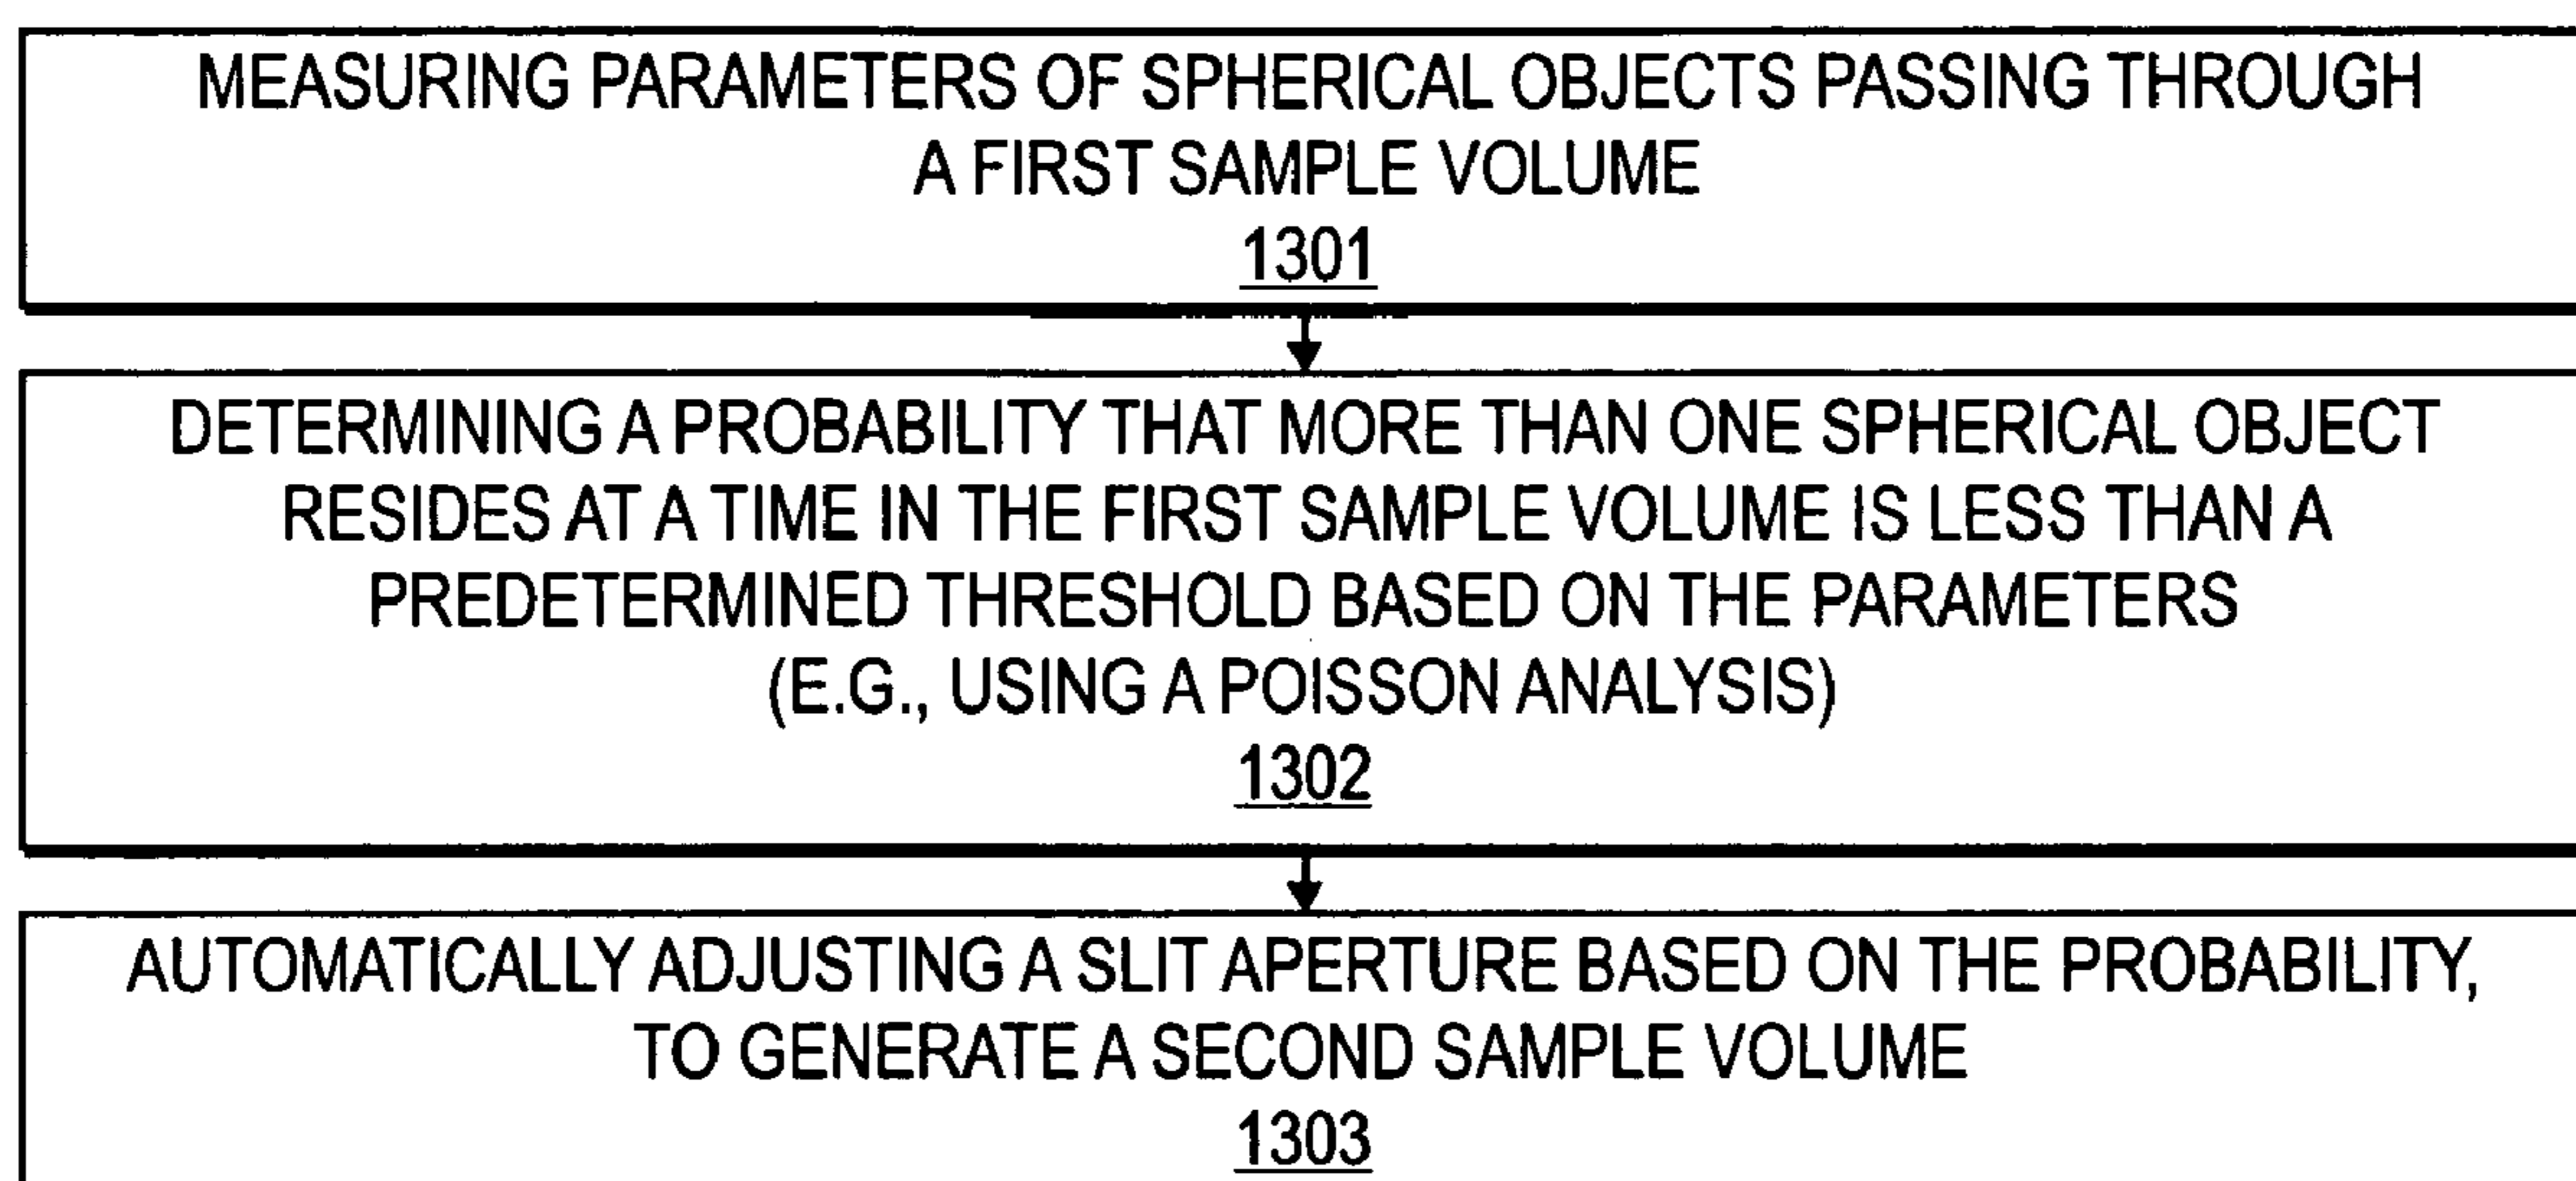 MEASURING PARAMETERS OF SPHERICAL OBJECTS PASSING THROUGH
A FIRST SAMPLE VOLUME
1301
DETERMINING A PROBABILITY THAT MORE THAN ONE SPHERICAL OBJECT
RESIDES AT A TIME IN THE FIRST SAMPLE VOLUME IS LESS THAN A
PREDETERMINED THRESHOLD BASED ON THE PARAMETERS
(E.G., USING A POISSON ANALYSIS)
1302
AUTOMATICALLY ADJUSTING A SLIT APERTURE BASED ON THE PROBABILITY,
TO GENERATE A SECOND SAMPLE VOLUME
1303